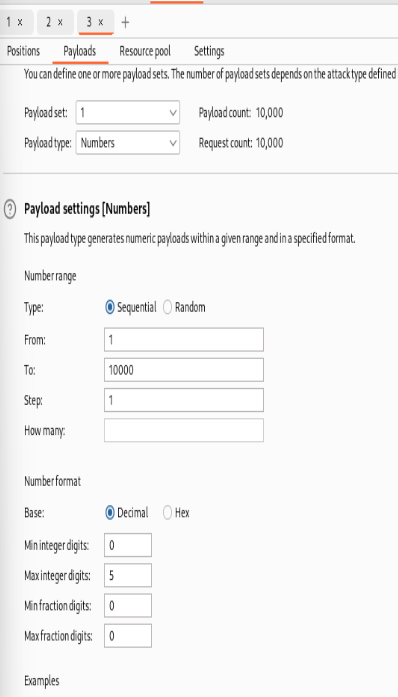 1 x 2 x 3 x +
Positions Payloads Resource pool Settings
You can define one or more payload sets. The number of payload sets depends on the attack type defined
Payload set: 1 Payload count: 10,000
Payload type: Numbers Request count: 10,000
? Payload settings [Numbers]
This payload type generates numeric payloads within a given range and in a specified format.
Number range
Type: Sequential Random
From: 1
To: 10000
Step: 1
How many:
Number format
Base: Decimal Hex
Min integer digits: 0
Max integer digits: 5
Min fraction digits: 0
Max fraction digits: 0
Examples